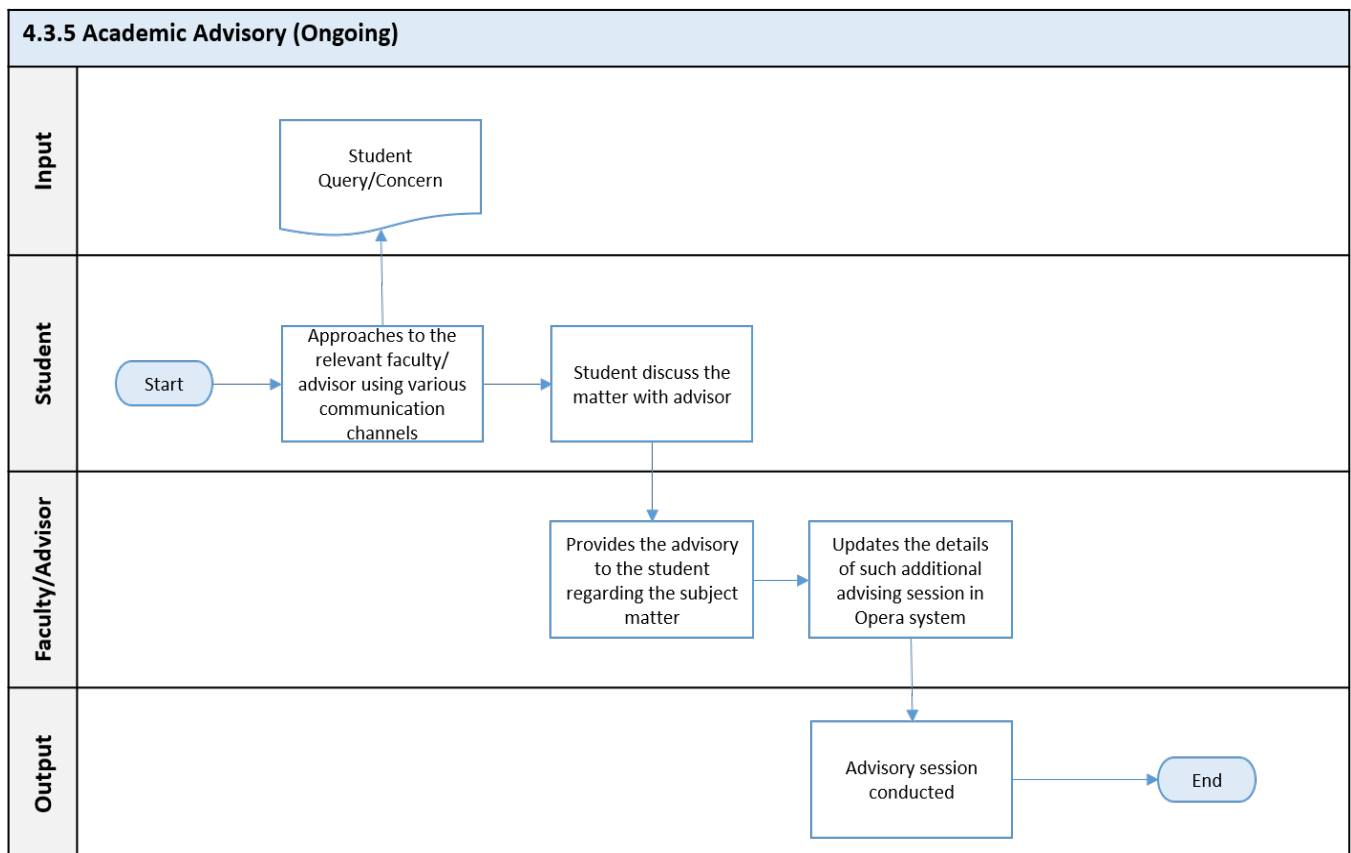 4.3.5 Academic Advisory (Ongoing)
Input
Student
Query/Concern
Student
Start
Approaches to the
relevant faculty/
advisor using various
communication
channels
Student discuss the
matter with advisor
Faculty/Advisor
Provides the advisory
to the student
regarding the subject
matter
Updates the details
of such additional
advising session in
Opera system
Output
Advisory session
conducted
End